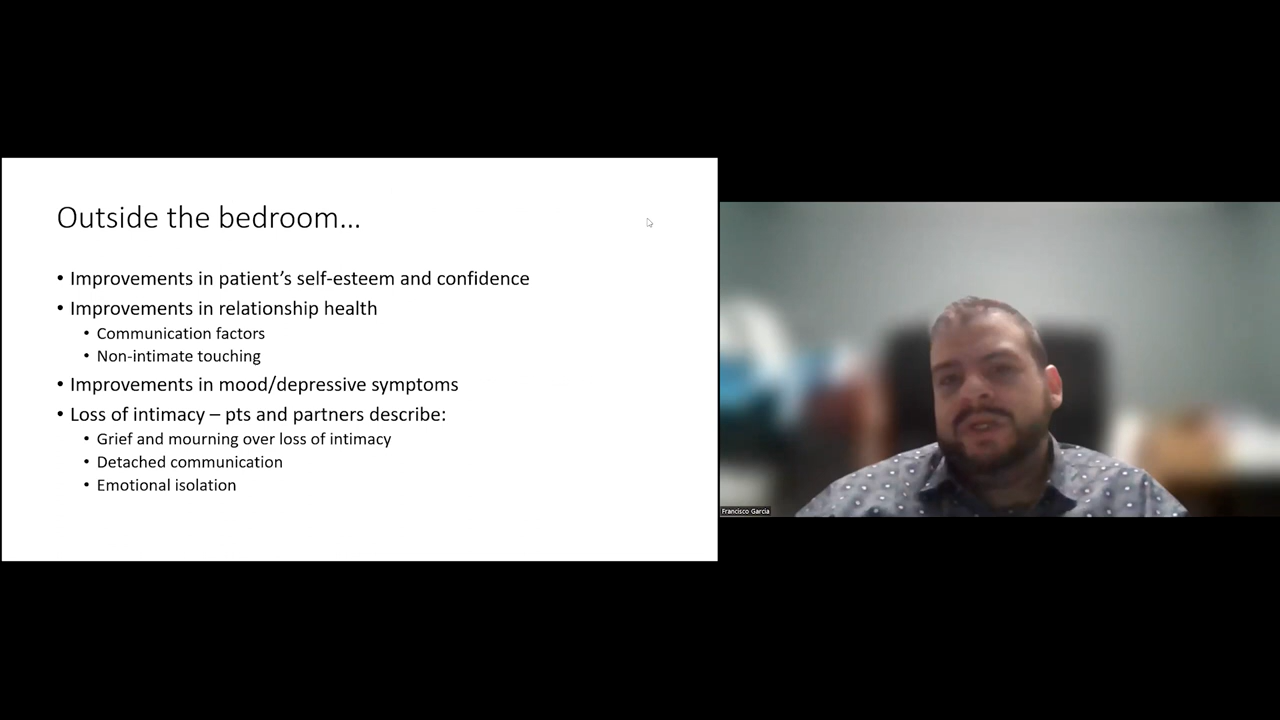 Outside the bedroom...
• Improvements in patient's self-esteem and confidence
• Improvements in relationship health
• Communication factors
• Non-intimate touching
• Improvements in mood/depressive symptoms
• Loss of intimacy – pts and partners describe:
• Grief and mourning over loss of intimacy
• Detached communication
• Emotional isolation
Francisco Garcia